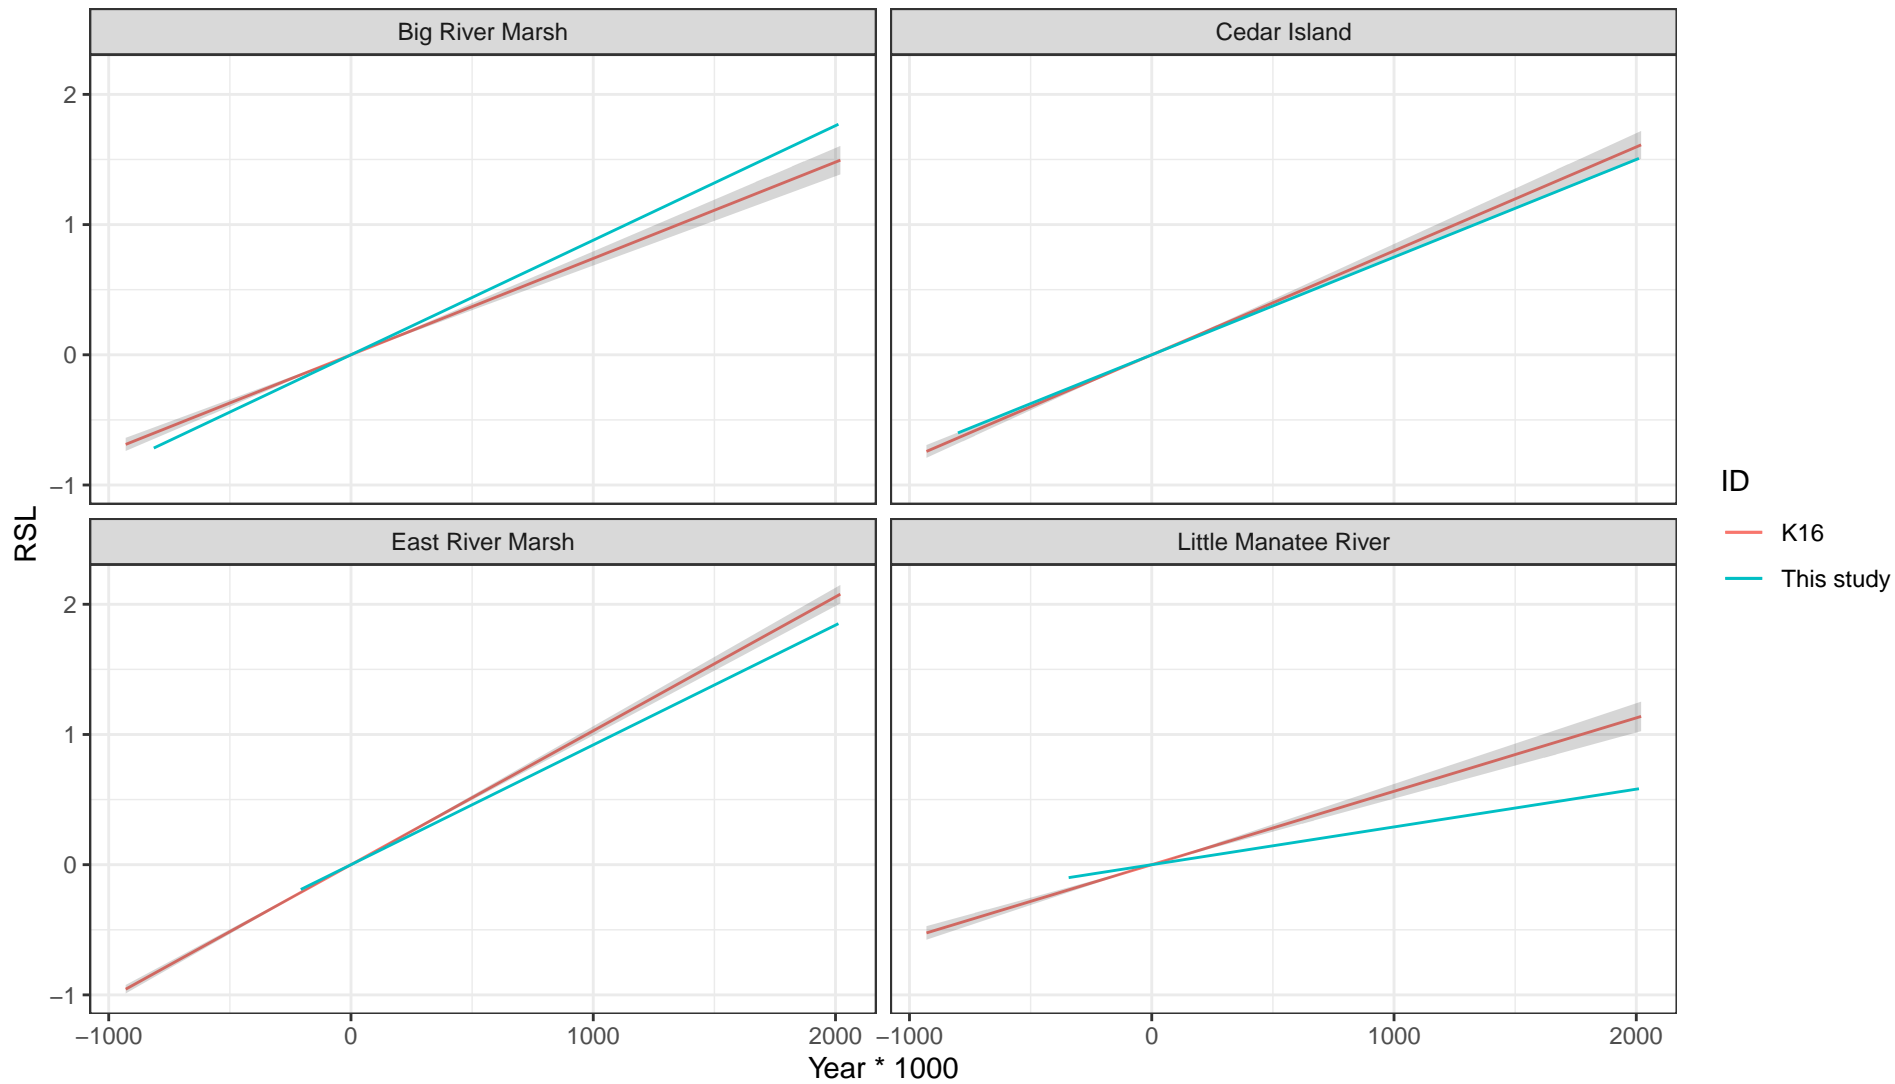 Big River Marsh
Cedar Island
2
1
0
−1
East River Marsh
Little Manatee River
2
1
0
−1
−1000 0 1000 2000
−1000 0 1000 2000
Year * 1000
RSL
ID
K16
This study